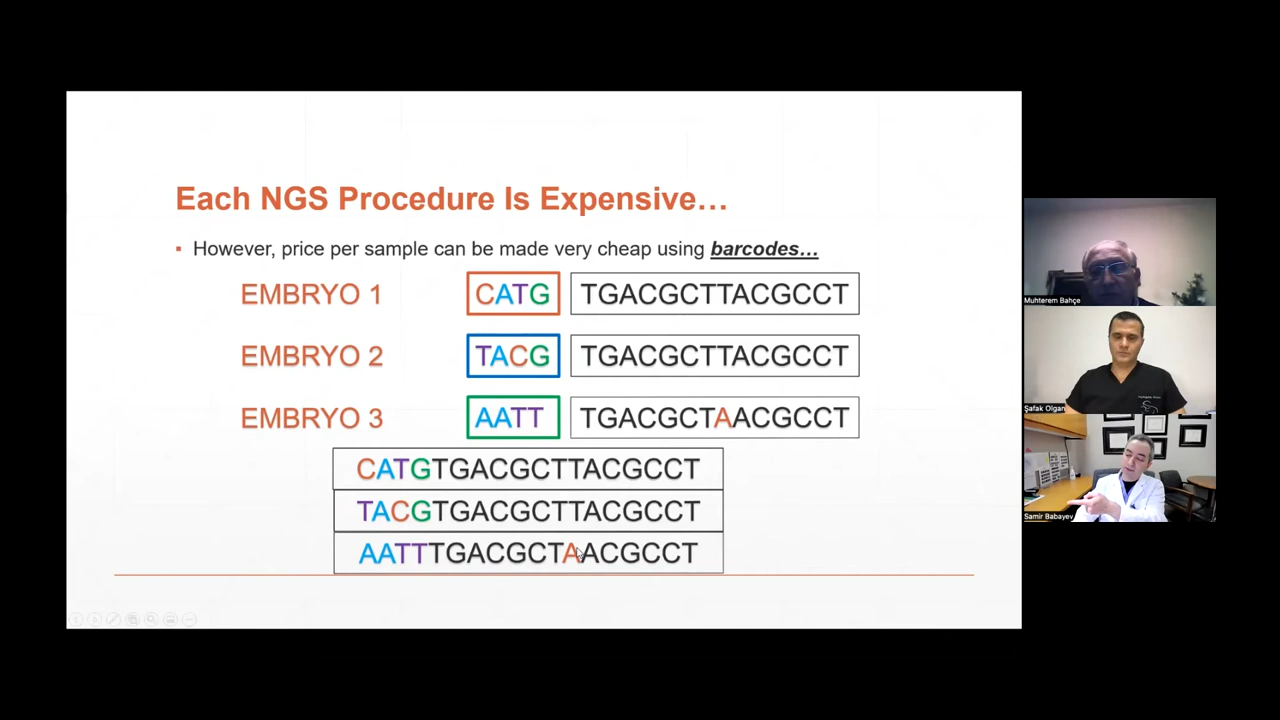 Each NGS Procedure Is Expensive…
▪ However, price per sample can be made very cheap using barcodes…
EMBRYO 1 CATG TGACGCTTACGCCT
EMBRYO 2 TACG TGACGCTTACGCCT
EMBRYO 3 AATT TGACGCTAACGCCT
CATGTGACGCTTACGCCT
TACGTGACGCTTACGCCT
AATTTGACGCTAACGCCT
Muhterem Bahçe
Şafak Olgan
Samir Babayev